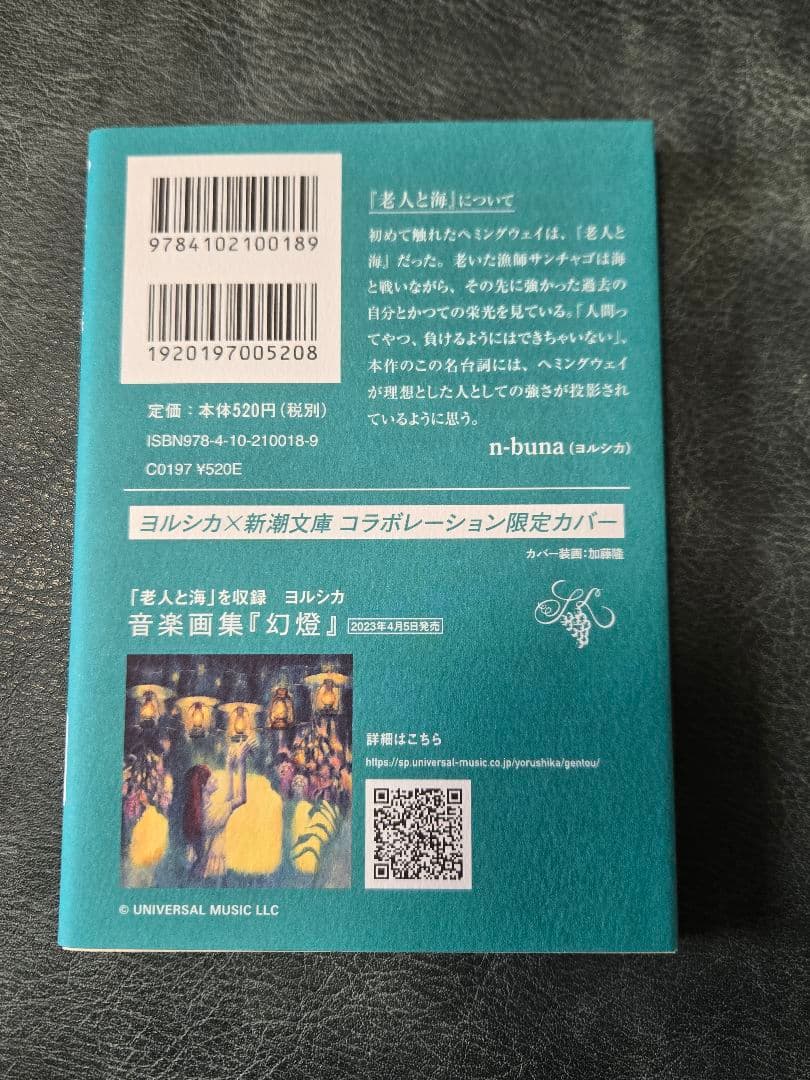 9784102100189
1920197005208
定価：本体520円（税別）
ISBN978-4-10-210018-9
C0197 ¥520E
『老人と海』について
初めて触れたヘミングウェイは、『老人と
海』だった。老いた漁師サンチャゴは海
と戦いながら、その先に強かった過去の
自分とかつての栄光を見ている。「人間っ
てやつ、負けるようにはできちゃいない」、
本作のこの名台詞には、ヘミングウェイ
が理想とした人としての強さが投影され
ているように思う。
n-buna（ヨルシカ）
ヨルシカ×新潮文庫 コラボレーション限定カバー
カバー装画：加藤隆
「老人と海」を収録　ヨルシカ
音楽画集『幻燈』 2023年4月5日発売
詳細はこちら
https://sp.universal-music.co.jp/yorushika/gentou/
© UNIVERSAL MUSIC LLC